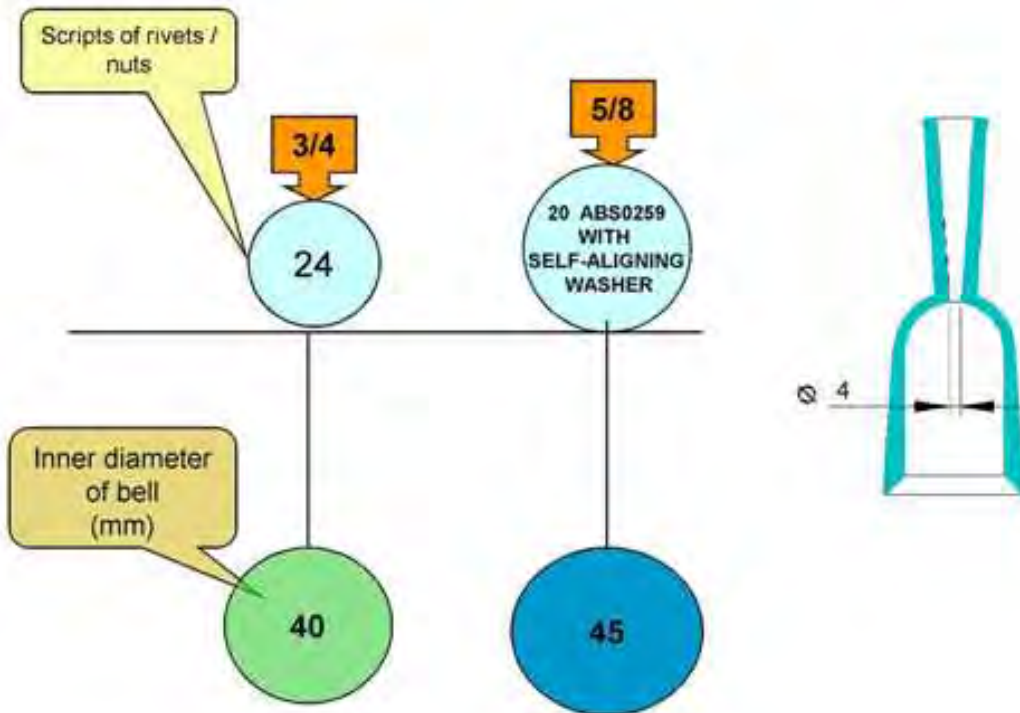 Scripts of rivets /
nuts
3/4
5/8
24
20 ABS0259
WITH
SELF-ALIGNING
WASHER
Ø 4
Inner diameter
of bell
(mm)
40
45